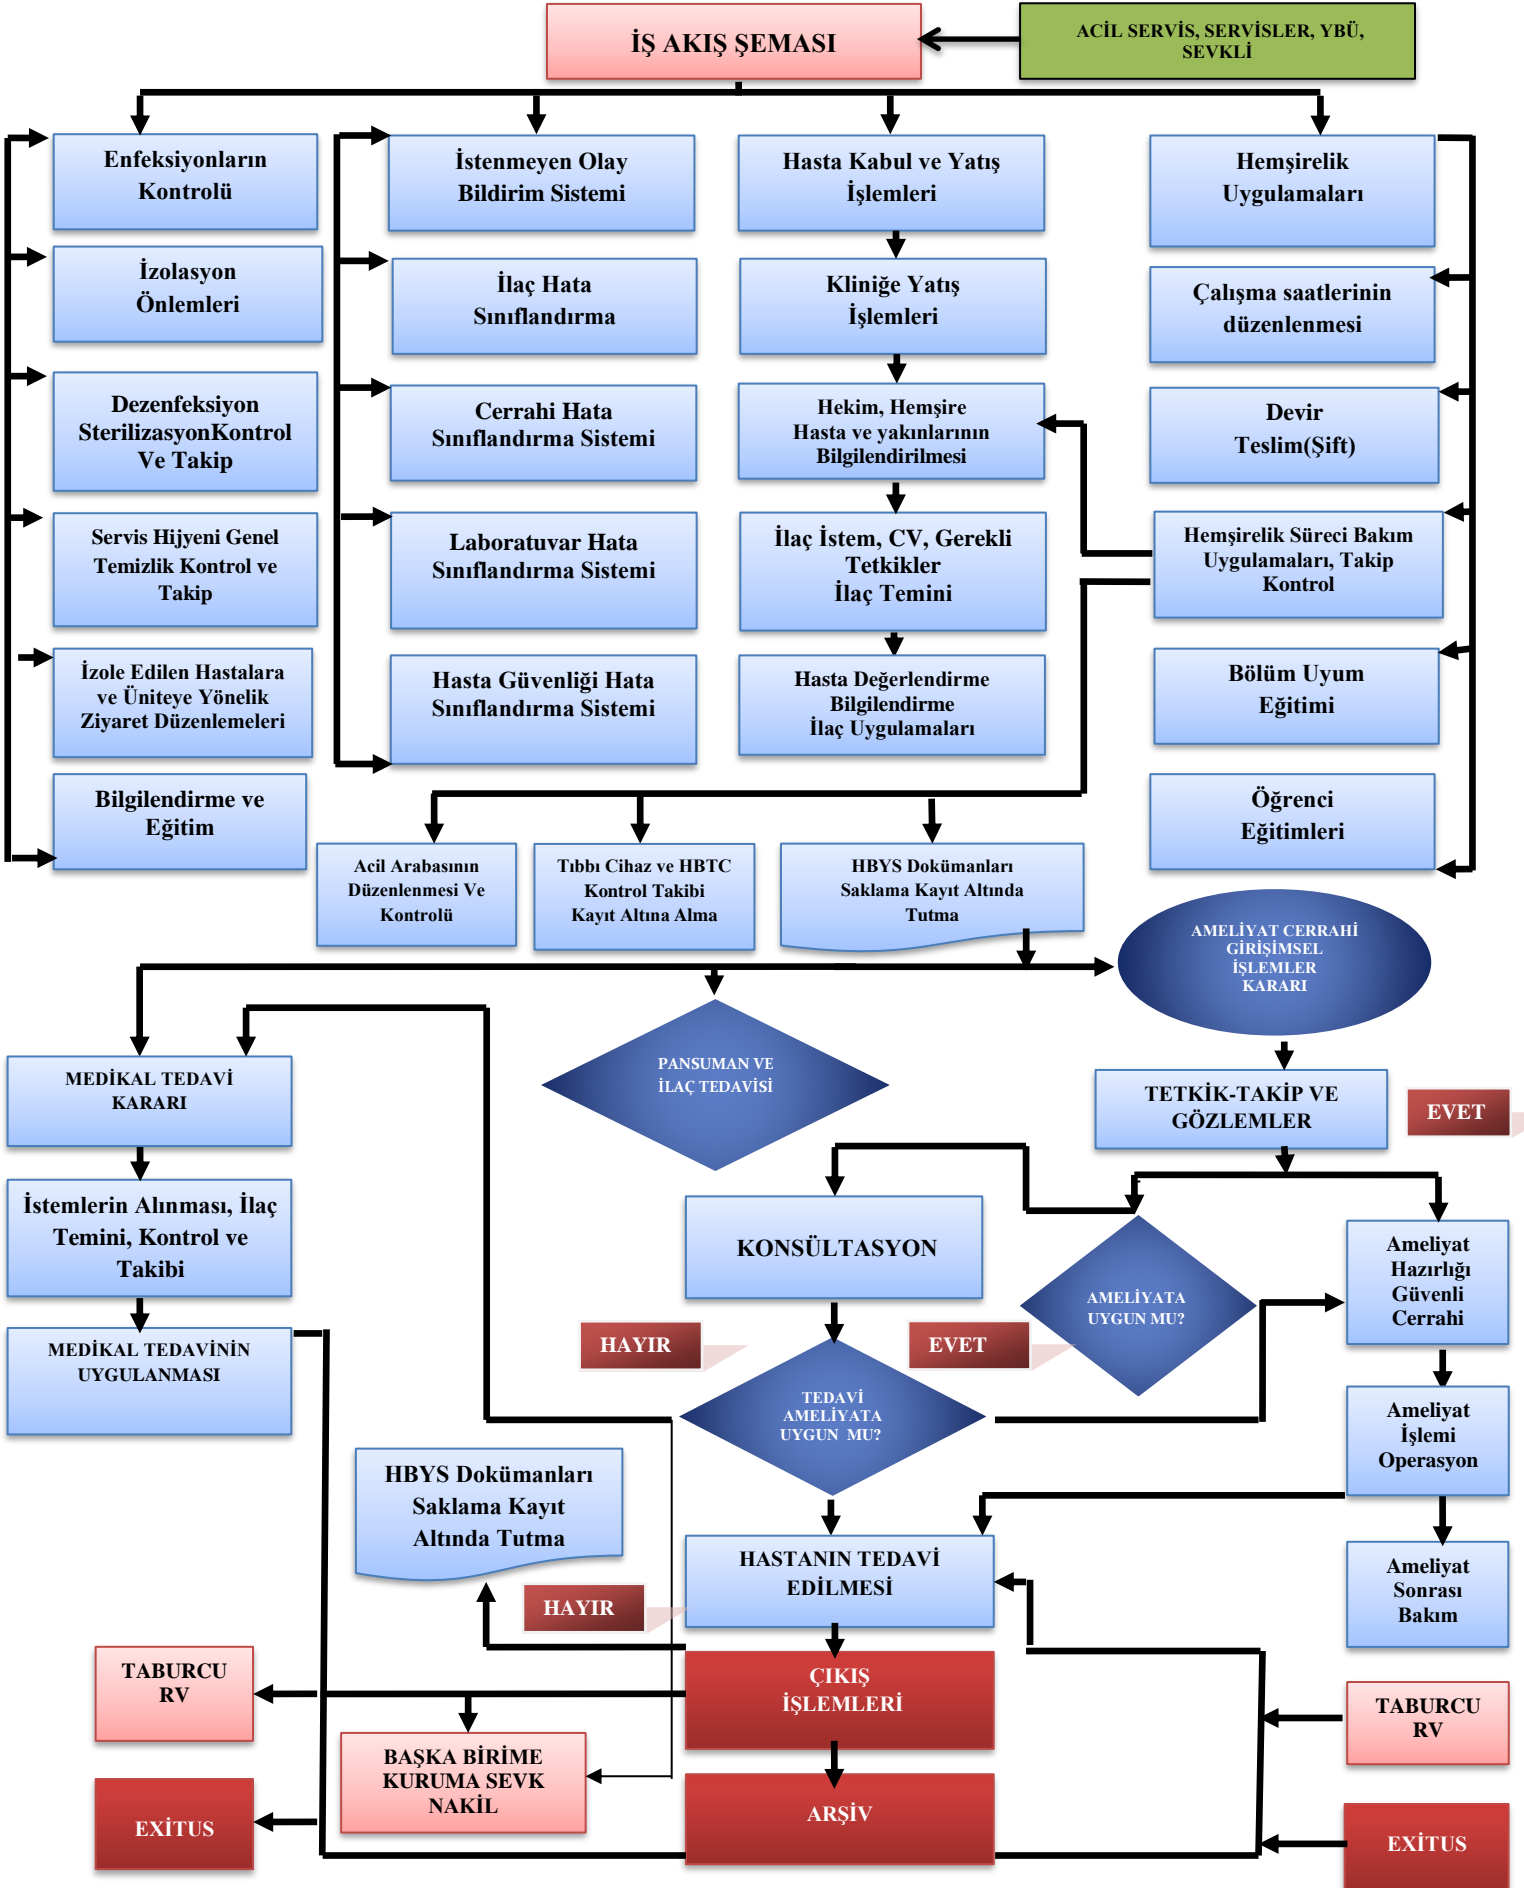 İŞ AKIŞ ŞEMASI
ACİL SERVİS, SERVİSLER, YBÜ,
SEVKLİ
Enfeksiyonların
Kontrolü
İstenmeyen Olay
Bildirim Sistemi
Hasta Kabul ve Yatış
İşlemleri
Hemşirelik
Uygulamaları
İzolasyon
Önlemleri
İlaç Hata
Sınıflandırma
Kliniğe Yatış
İşlemleri
Çalışma saatlerinin
düzenlenmesi
Dezenfeksiyon
SterilizasyonKontrol
Ve Takip
Cerrahi Hata
Sınıflandırma Sistemi
Hekim, Hemşire
Hasta ve yakınlarının
Bilgilendirilmesi
Devir
Teslim(Şift)
Servis Hijyeni Genel
Temizlik Kontrol ve
Takip
Laboratuvar Hata
Sınıflandırma Sistemi
İlaç İstem, CV, Gerekli
Tetkikler
İlaç Temini
Hemşirelik Süreci Bakım
Uygulamaları, Takip
Kontrol
İzole Edilen Hastalara
ve Üniteye Yönelik
Ziyaret Düzenlemeleri
Hasta Güvenliği Hata
Sınıflandırma Sistemi
Hasta Değerlendirme
Bilgilendirme
İlaç Uygulamaları
Bölüm Uyum
Eğitimi
Bilgilendirme ve
Eğitim
Öğrenci
Eğitimleri
Acil Arabasının
Düzenlenmesi Ve
Kontrolü
Tıbbı Cihaz ve HBTC
Kontrol Takibi
Kayıt Altına Alma
HBYS Dokümanları
Saklama Kayıt Altında
Tutma
AMELİYAT CERRAHİ
GİRİŞİMSEL
İŞLEMLER
KARARI
MEDİKAL TEDAVİ
KARARI
PANSUMAN VE
İLAÇ TEDAVİSİ
TETKİK-TAKİP VE
GÖZLEMLER
EVET
İstemlerin Alınması, İlaç
Temini, Kontrol ve
Takibi
KONSÜLTASYON
AMELİYATA
UYGUN MU?
Ameliyat
Hazırlığı
Güvenli
Cerrahi
MEDİKAL TEDAVİNİN
UYGULANMASI
HAYIR
EVET
TEDAVİ
AMELİYATA
UYGUN MU?
Ameliyat
İşlemi
Operasyon
HBYS Dokümanları
Saklama Kayıt
Altında Tutma
HASTANIN TEDAVİ
EDİLMESİ
Ameliyat
Sonrası
Bakım
HAYIR
TABURCU
RV
ÇIKIŞ
İŞLEMLERİ
TABURCU
RV
BAŞKA BİRİME
KURUMA SEVK
NAKİL
EXİTUS
ARŞİV
EXİTUS